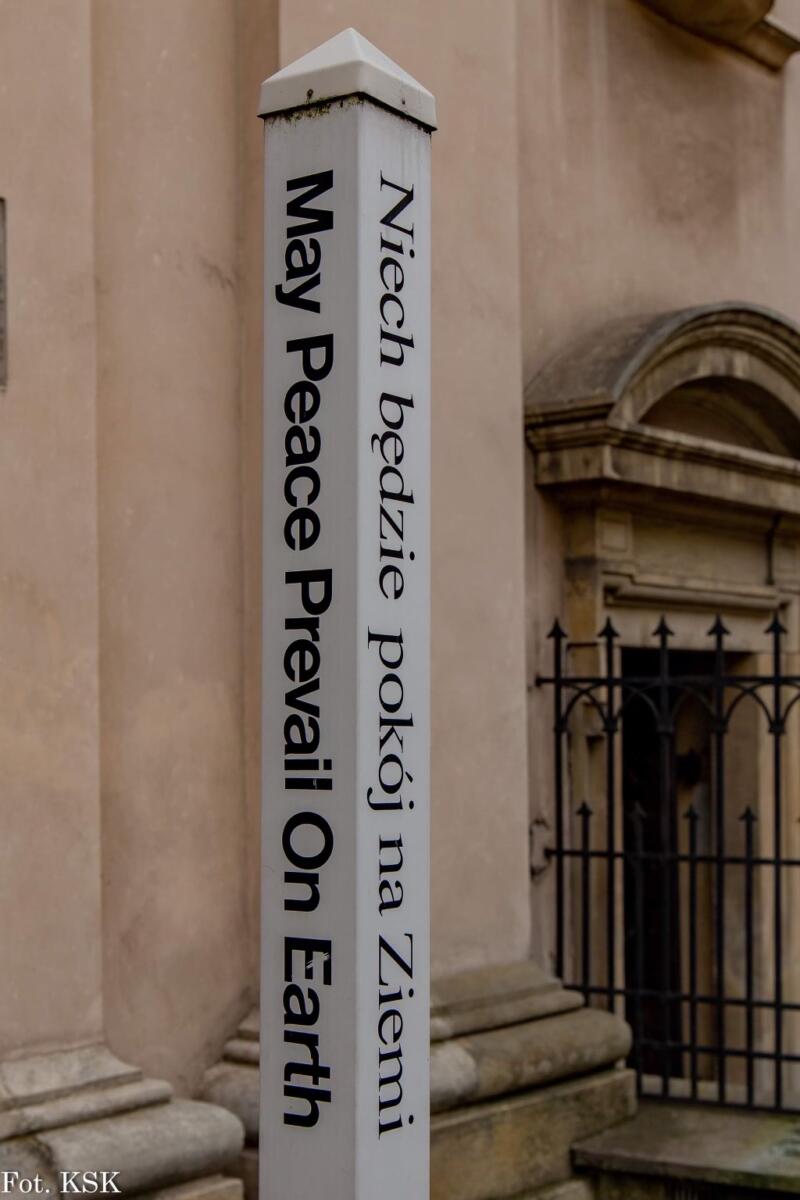 May Peace Prevail On Earth
Niech będzie pokój na Ziemi
Fot. KSK